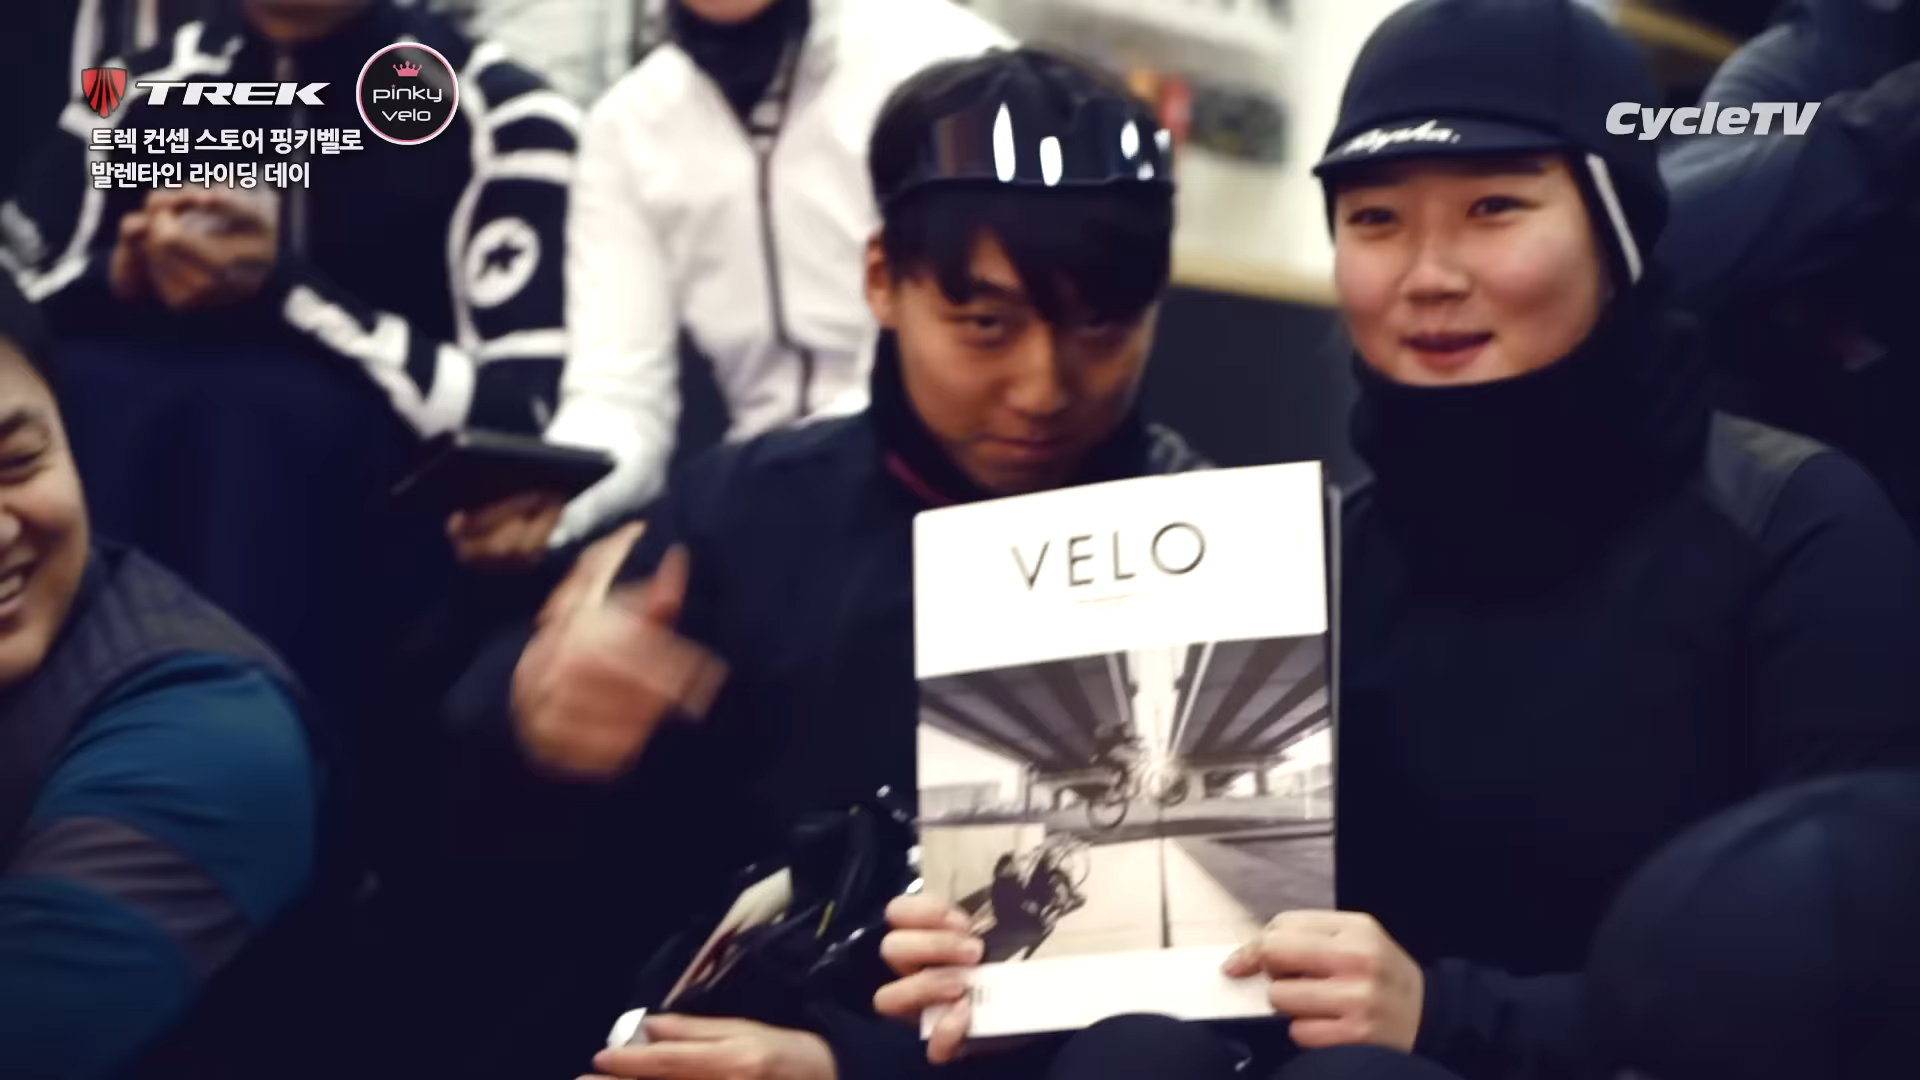 TREK
pinky
velo
트렉 컨셉 스토어 핑키벨로
발렌타인 라이딩 데이
CycleTV
Rapha.
VELO